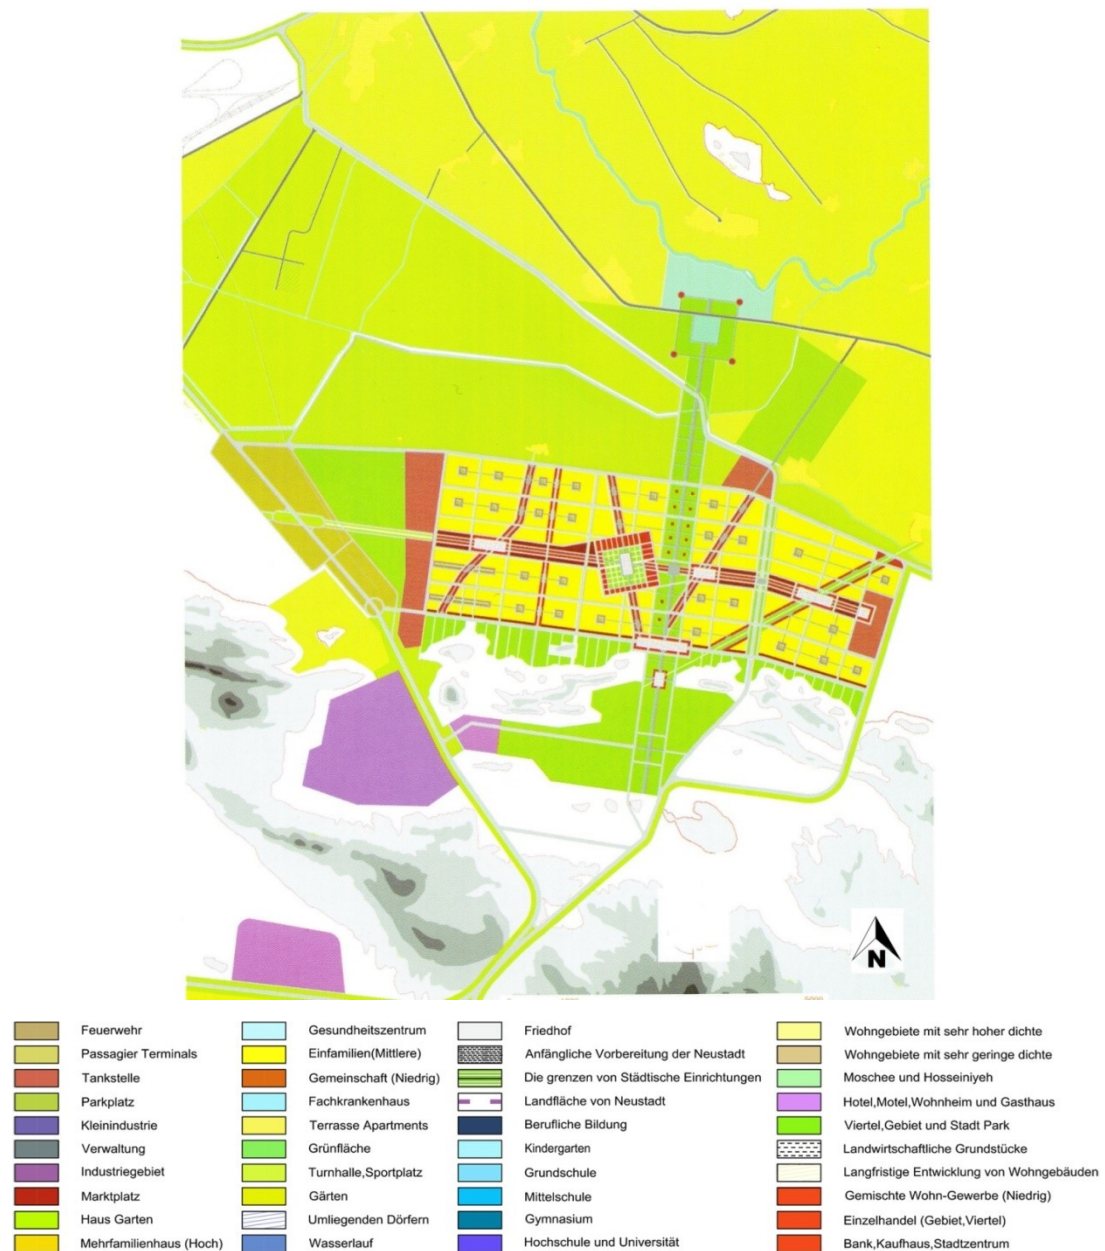 N
Feuerwehr
Passagier Terminals
Tankstelle
Parkplatz
Kleinindustrie
Verwaltung
Industriegebiet
Marktplatz
Haus Garten
Mehrfamilienhaus (Hoch)
Gesundheitszentrum
Einfamilien(Mittlere)
Gemeinschaft (Niedrig)
Fachkrankenhaus
Terrasse Apartments
Grünfläche
Turnhalle,Sportplatz
Gärten
Umliegenden Dörfern
Wasserlauf
Friedhof
Anfängliche Vorbereitung der Neustadt
Die grenzen von Städtische Einrichtungen
Landfläche von Neustadt
Berufliche Bildung
Kindergarten
Grundschule
Mittelschule
Gymnasium
Hochschule und Universität
Wohngebiete mit sehr hoher dichte
Wohngebiete mit sehr geringe dichte
Moschee und Hosseiniyeh
Hotel,Motel,Wohnheim und Gasthaus
Viertel,Gebiet und Stadt Park
Landwirtschaftliche Grundstücke
Langfristige Entwicklung von Wohngebäuden
Gemischte Wohn-Gewerbe (Niedrig)
Einzelhandel (Gebiet,Viertel)
Bank,Kaufhaus,Stadtzentrum